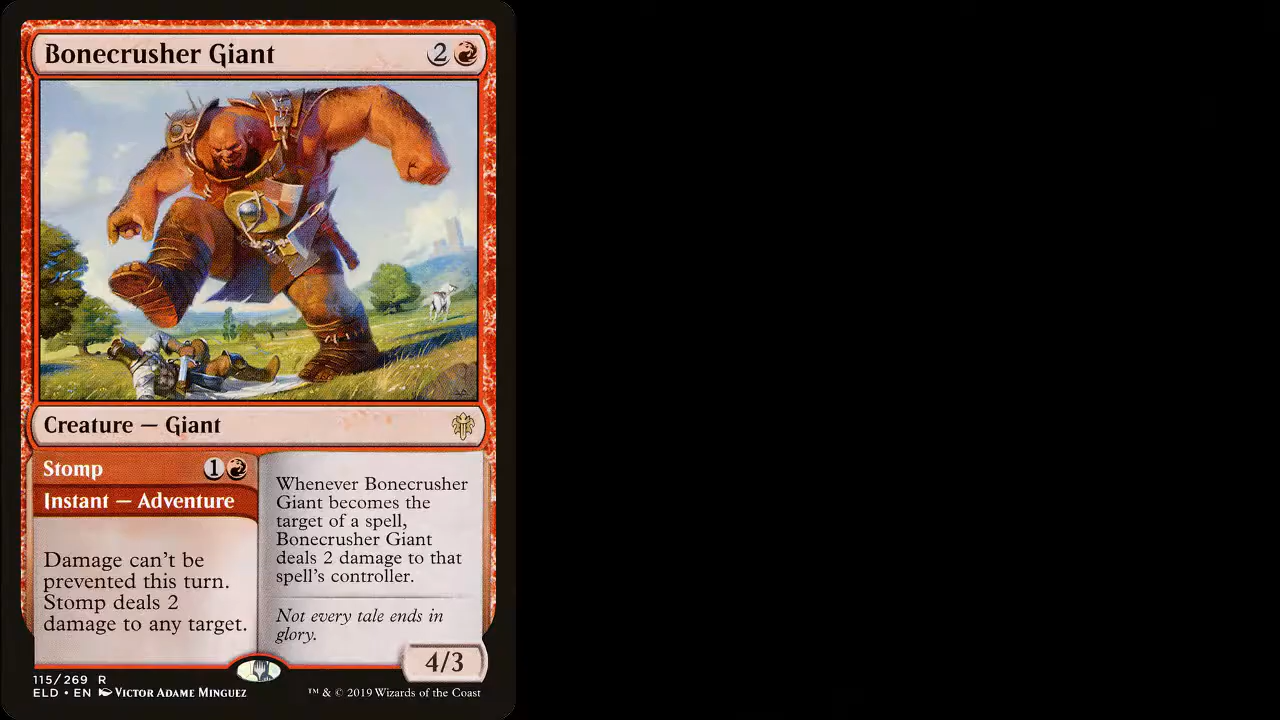 Bonecrusher Giant 2
Creature — Giant
Stomp 1
Instant — Adventure
Damage can't be
prevented this turn.
Stomp deals 2
damage to any target.
Whenever Bonecrusher
Giant becomes the
target of a spell,
Bonecrusher Giant
deals 2 damage to that
spell's controller.
Not every tale ends in
glory.
4/3
115/269 R
ELD • EN Victor Adame Minguez
™ & © 2019 Wizards of the Coast